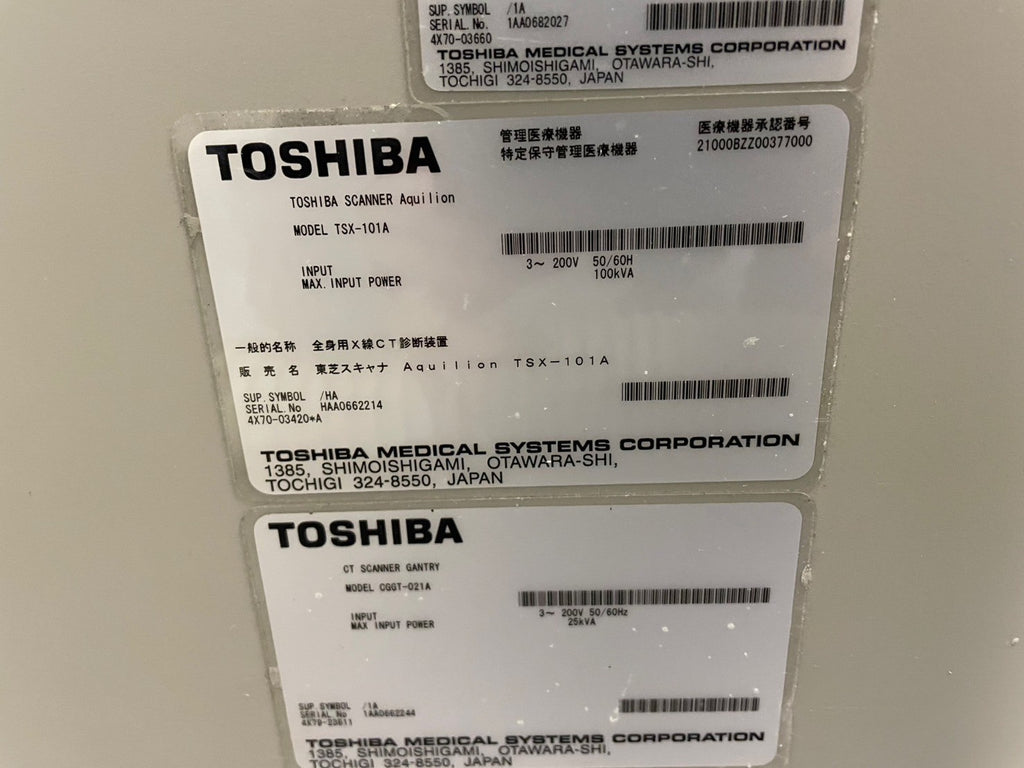 SUP. SYMBOL /1A
SERIAL. No. 1AA0682027
4X70-03660
TOSHIBA MEDICAL SYSTEMS CORPORATION
1385, SHIMOISHIGAMI, OTAWARA-SHI,
TOCHIGI 324-8550, JAPAN
TOSHIBA
管理医療機器
特定保守管理医療機器
医療機器承認番号
21000BZZ00377000
TOSHIBA SCANNER Aquilion
MODEL TSX-101A
INPUT 3～ 200V 50/60H
MAX. INPUT POWER 100kVA
一般的名称 全身用X線CT診断装置
販売名 東芝スキャナ Aquilion TSX-101A
SUP. SYMBOL /HA
SERIAL. No HAA0662214
4X70-03420*A
TOSHIBA MEDICAL SYSTEMS CORPORATION
1385, SHIMOISHIGAMI, OTAWARA-SHI,
TOCHIGI 324-8550, JAPAN
TOSHIBA
CT SCANNER GANTRY
MODEL CGGT-021A
INPUT 3～ 200V 50/60Hz
MAX INPUT POWER 25kVA
SUP. SYMBOL /1A
SERIAL. No 1AA0662244
TOSHIBA MEDICAL SYSTEMS CORPORATION
1385, SHIMOISHIGAMI, OTAWARA-SHI,
TOCHIGI 324-8550, JAPAN